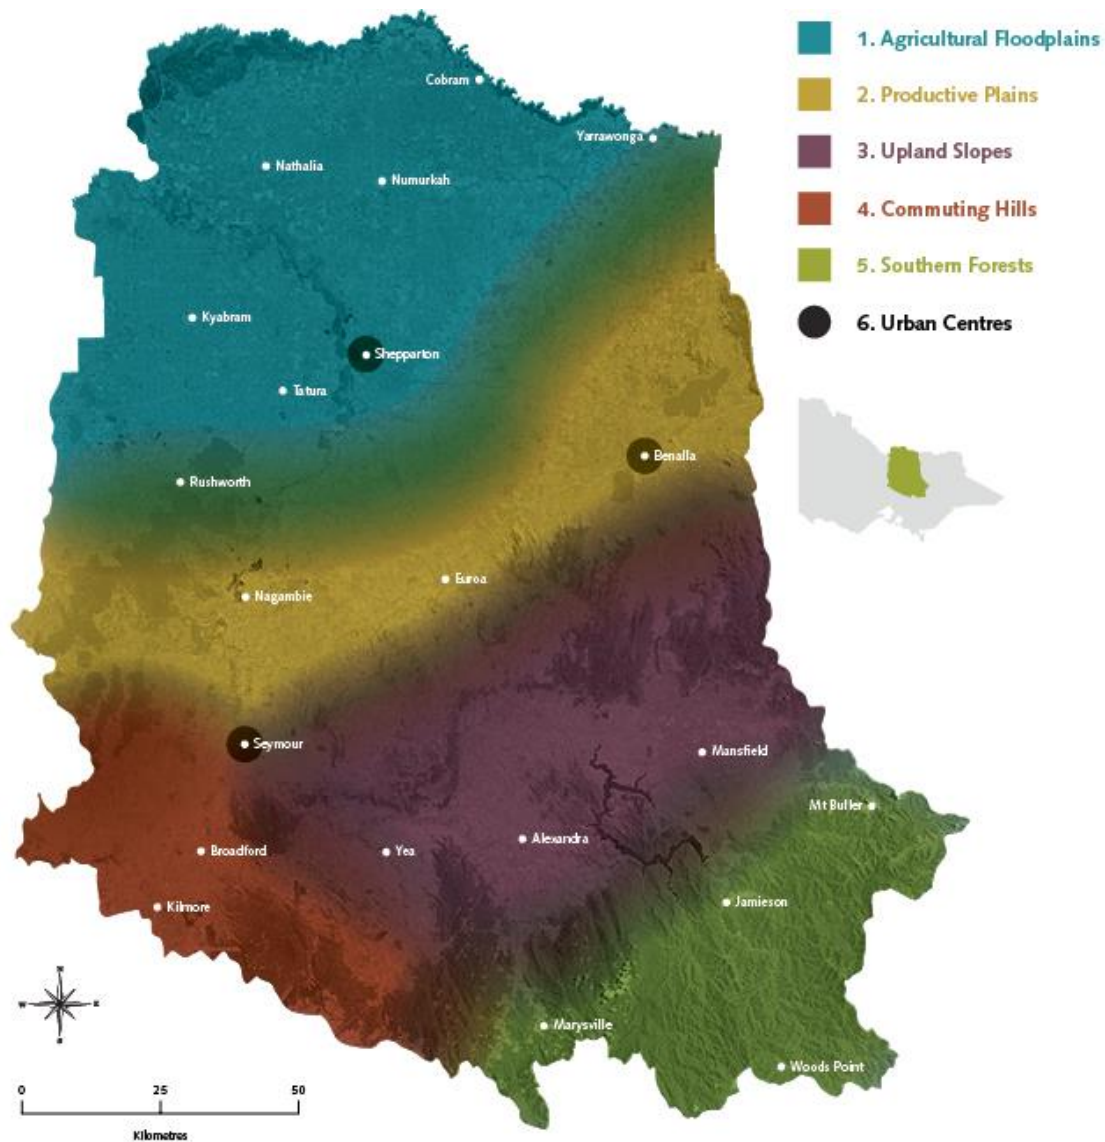 1. Agricultural Floodplains
2. Productive Plains
3. Upland Slopes
4. Commuting Hills
5. Southern Forests
6. Urban Centres
Cobram
Yarrawonga
Nathalia
Numurkah
Kyabram
Shepparton
Tatura
Benalla
Rushworth
Euroa
Nagambie
Seymour
Mansfield
Mt Buller
Alexandra
Broadford
Yea
Jamieson
Kilmore
Marysville
Woods Point
N
W
E
S
0 25 50
Kilometres